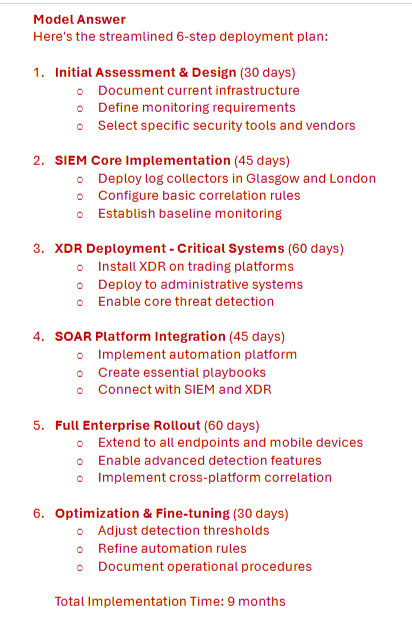 Model Answer
Here's the streamlined 6-step deployment plan:
1. Initial Assessment & Design (30 days)
o Document current infrastructure
o Define monitoring requirements
o Select specific security tools and vendors
2. SIEM Core Implementation (45 days)
o Deploy log collectors in Glasgow and London
o Configure basic correlation rules
o Establish baseline monitoring
3. XDR Deployment - Critical Systems (60 days)
o Install XDR on trading platforms
o Deploy to administrative systems
o Enable core threat detection
4. SOAR Platform Integration (45 days)
o Implement automation platform
o Create essential playbooks
o Connect with SIEM and XDR
5. Full Enterprise Rollout (60 days)
o Extend to all endpoints and mobile devices
o Enable advanced detection features
o Implement cross-platform correlation
6. Optimization & Fine-tuning (30 days)
o Adjust detection thresholds
o Refine automation rules
o Document operational procedures
Total Implementation Time: 9 months